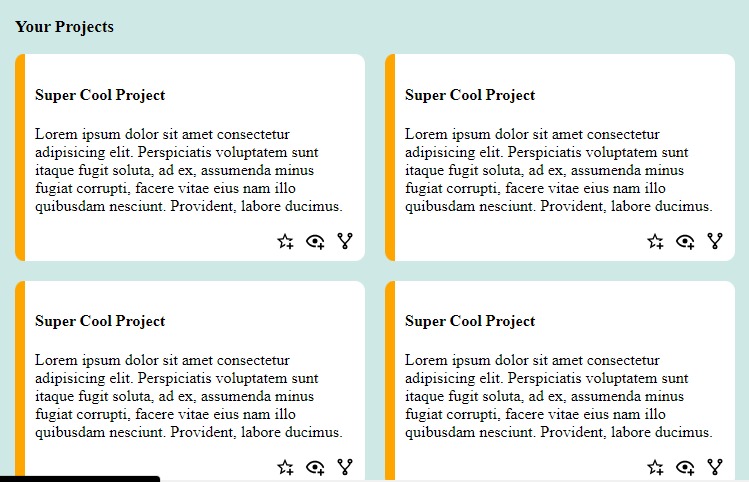 Your Projects
Super Cool Project
Lorem ipsum dolor sit amet consectetur
adipisicing elit. Perspiciatis voluptatem sunt
itaque fugit soluta, ad ex, assumenda minus
fugiat corrupti, facere vitae eius nam illo
quibusdam nesciunt. Provident, labore ducimus.
Super Cool Project
Lorem ipsum dolor sit amet consectetur
adipisicing elit. Perspiciatis voluptatem sunt
itaque fugit soluta, ad ex, assumenda minus
fugiat corrupti, facere vitae eius nam illo
quibusdam nesciunt. Provident, labore ducimus.
Super Cool Project
Lorem ipsum dolor sit amet consectetur
adipisicing elit. Perspiciatis voluptatem sunt
itaque fugit soluta, ad ex, assumenda minus
fugiat corrupti, facere vitae eius nam illo
quibusdam nesciunt. Provident, labore ducimus.
Super Cool Project
Lorem ipsum dolor sit amet consectetur
adipisicing elit. Perspiciatis voluptatem sunt
itaque fugit soluta, ad ex, assumenda minus
fugiat corrupti, facere vitae eius nam illo
quibusdam nesciunt. Provident, labore ducimus.